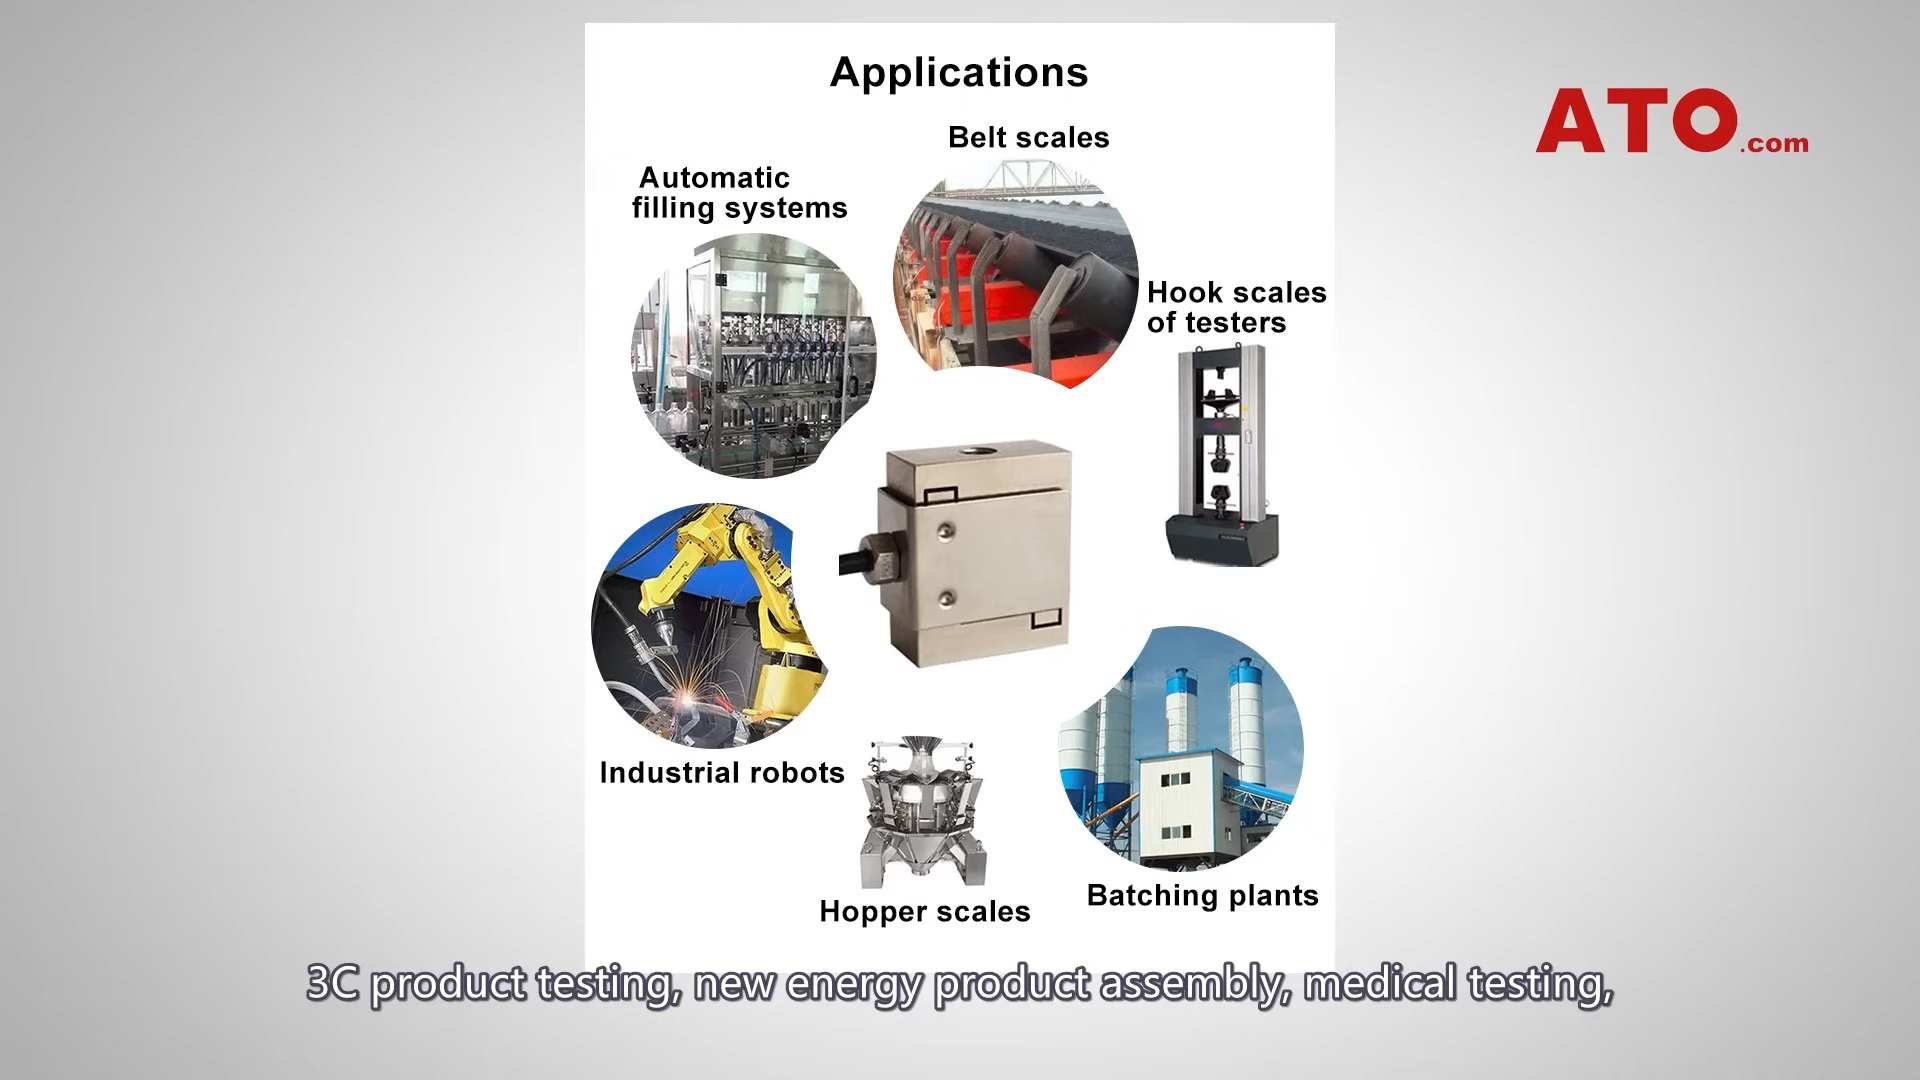 Applications
ATO.com
Belt scales
Automatic
filling systems
Hook scales
of testers
Industrial robots
Batching plants
Hopper scales
3C product testing, new energy product assembly, medical testing,